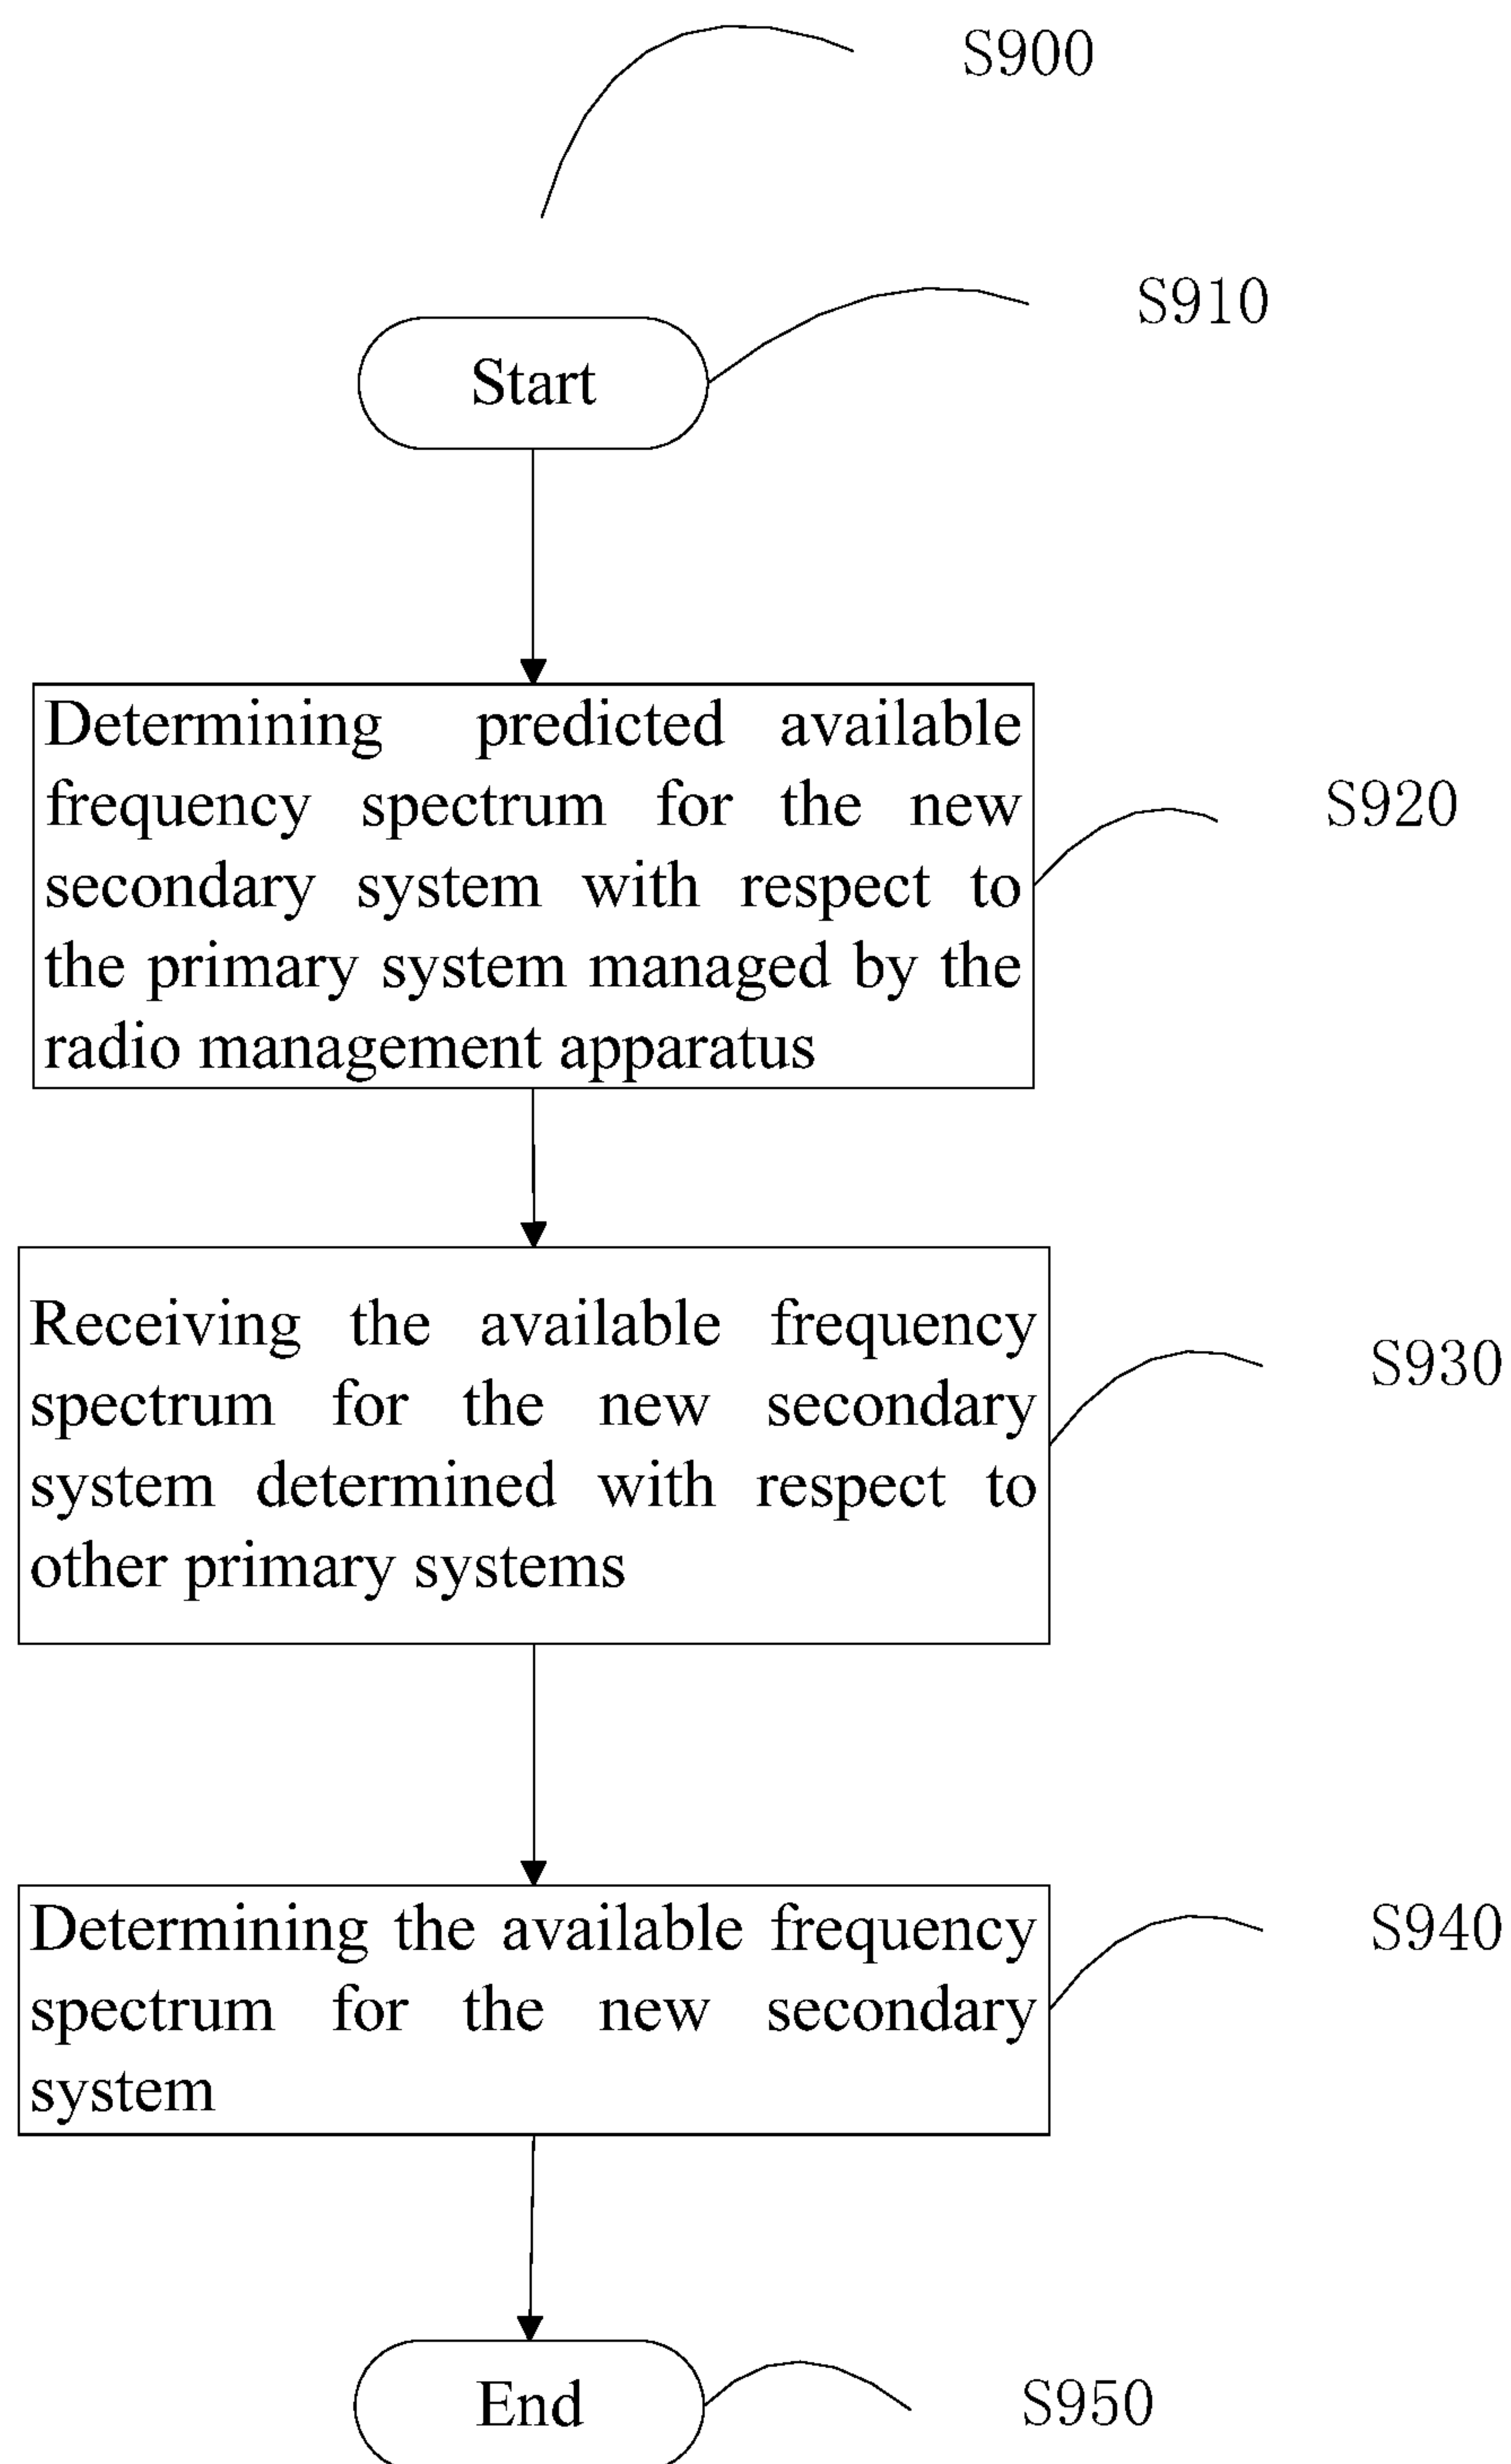 S900
S910
Start
Determining predicted available
frequency spectrum for the new
secondary system with respect to
the primary system managed by the
radio management apparatus
S920
Receiving the available frequency
spectrum for the new secondary
system determined with respect to
other primary systems
S930
Determining the available frequency
spectrum for the new secondary
system
S940
End
S950